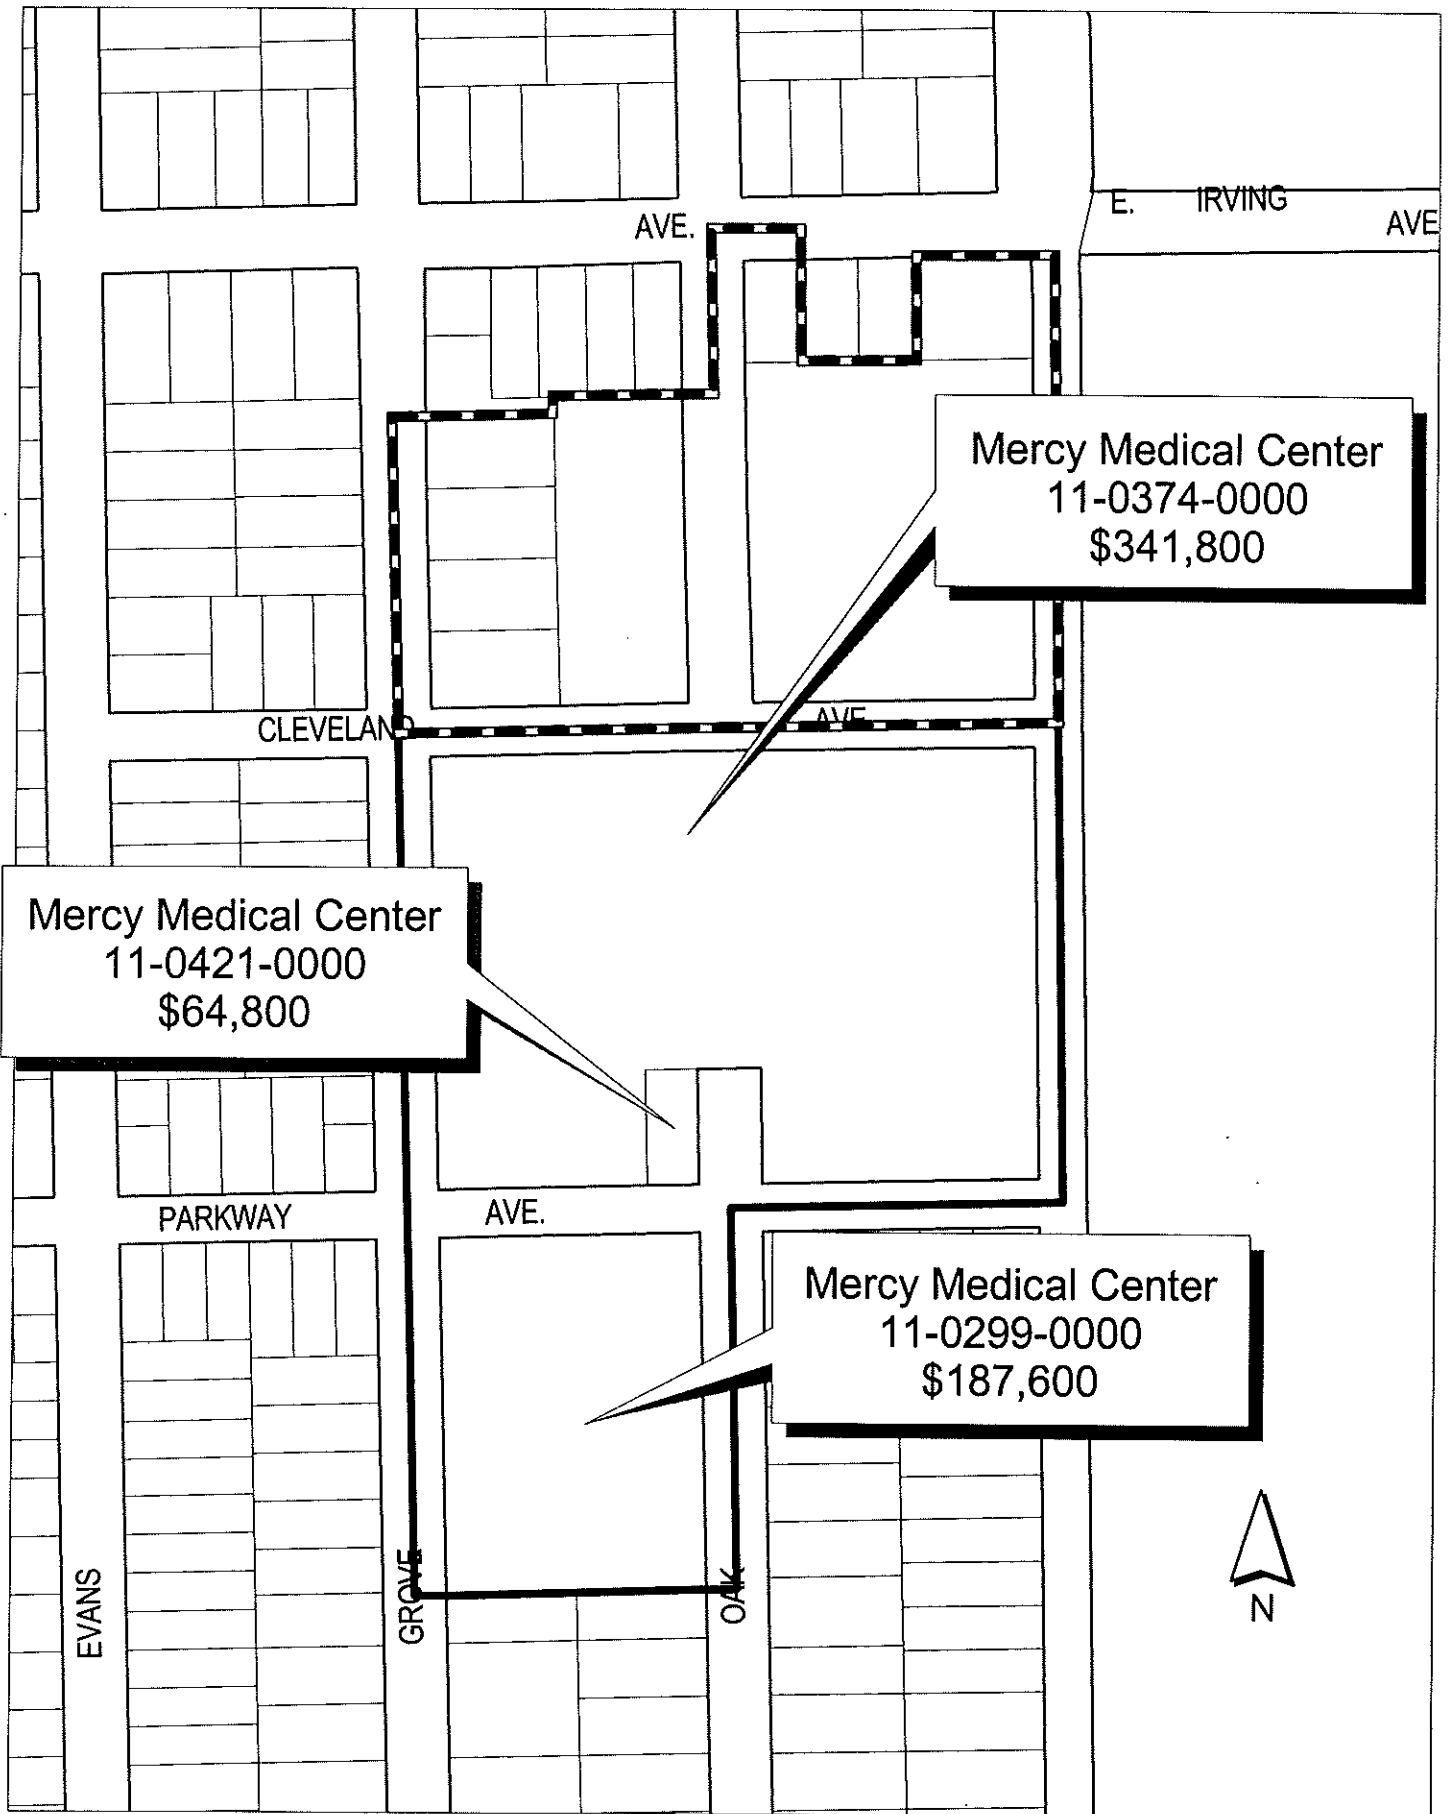 E. IRVING AVE
AVE.
Mercy Medical Center
11-0374-0000
$341,800
CLEVELAND AVE.
Mercy Medical Center
11-0421-0000
$64,800
PARKWAY AVE.
Mercy Medical Center
11-0299-0000
$187,600
EVANS
GROVE
OAK
N